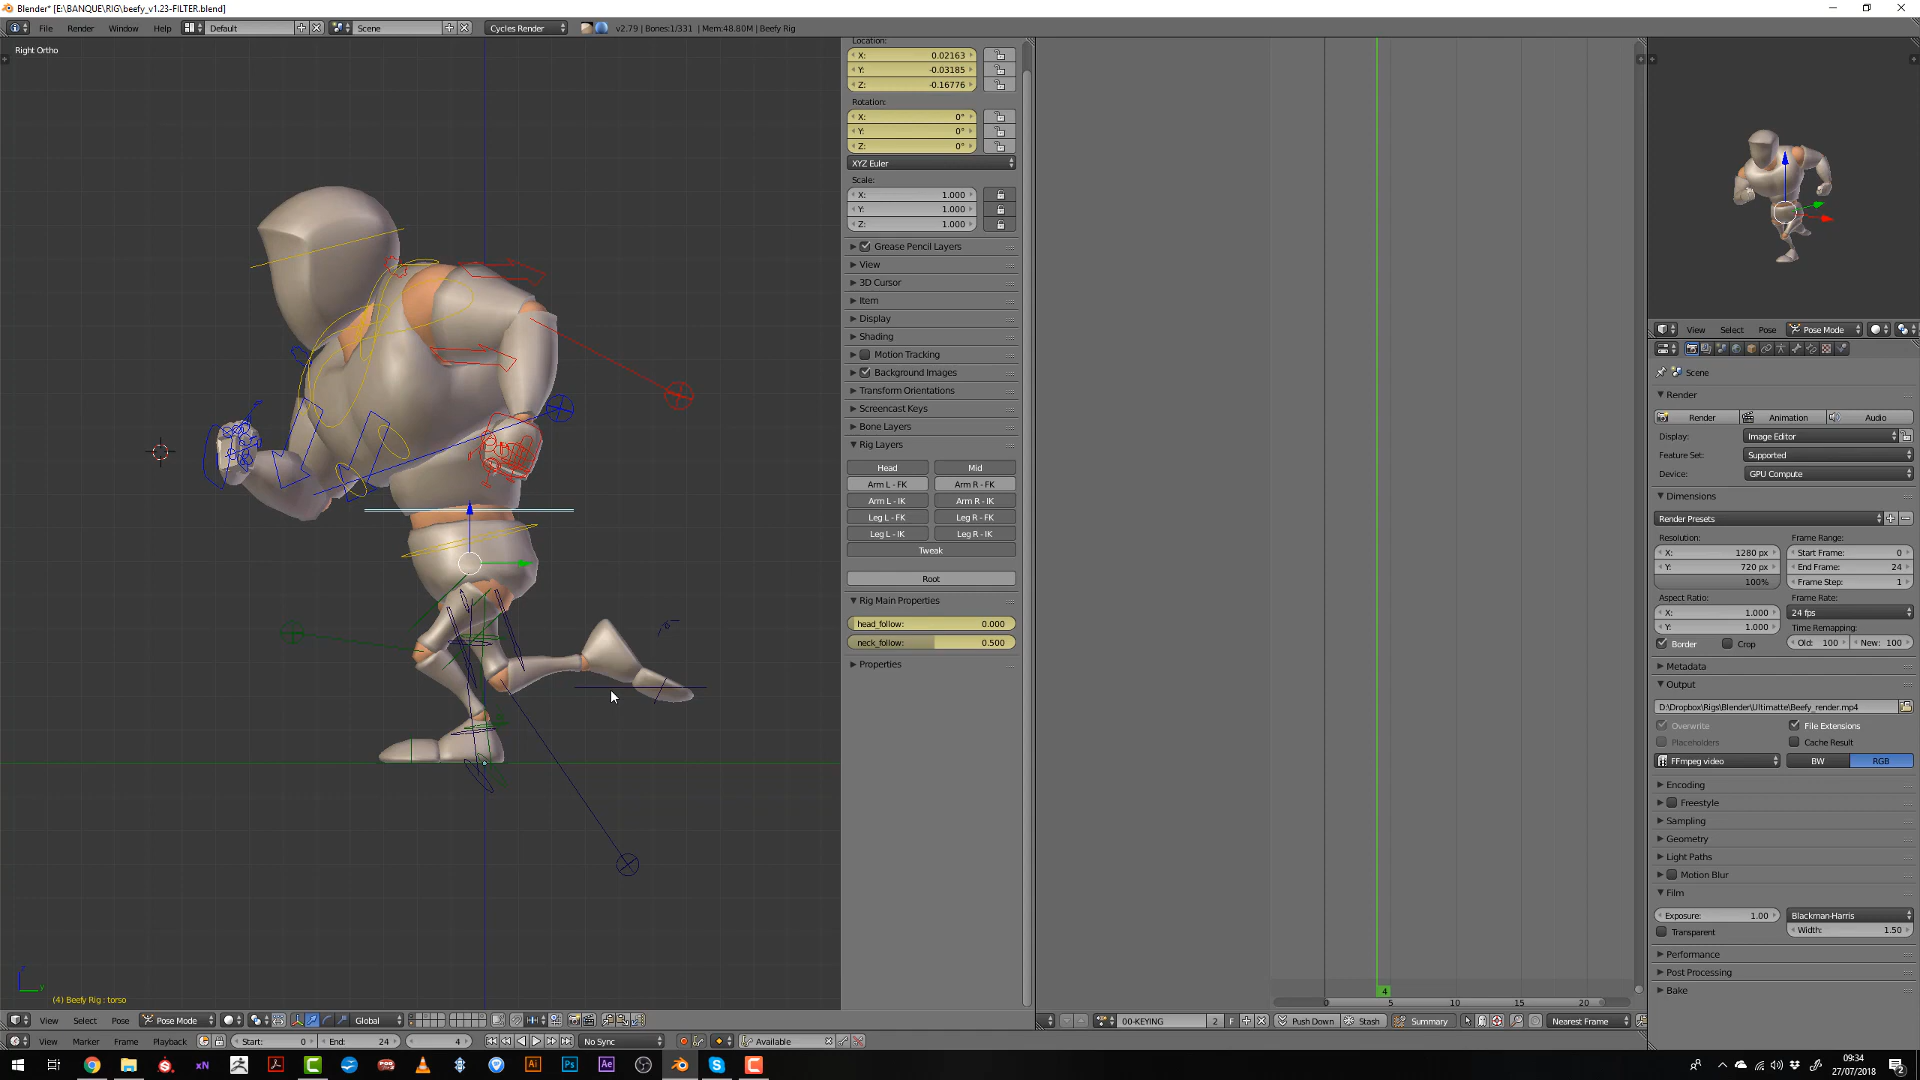 Blender* [E:\BANQUE\RIG\beefy_v1.23-FILTER.blend]
File Render Window Help Default Scene Cycles Render v2.79 | Bones:1/331 | Mem:48.80M | Beefy Rig
Right Ortho
Location:
X: 0.02163
Y: -0.03185
Z: -0.16776
Rotation:
X: 0°
Y: 0°
Z: 0°
XYZ Euler
Scale:
X: 1.000
Y: 1.000
Z: 1.000
Grease Pencil Layers
View
3D Cursor
Item
Display
Shading
Motion Tracking
Background Images
Transform Orientations
Screencast Keys
Bone Layers
Rig Layers
Head Mid
Arm L - FK Arm R - FK
Arm L - IK Arm R - IK
Leg L - FK Leg R - FK
Leg L - IK Leg R - IK
Tweak
Root
Rig Main Properties
head_follow: 0.000
neck_follow: 0.500
Properties
(4) Beefy Rig : torso
View Select Pose Pose Mode Global
View Marker Frame Playback Start: 0 End: 24 4 No Sync Available
4
0 5 10 15 20
00-KEYING 2 F Push Down Stash Summary Nearest Frame
View Select Pose Pose Mode
Scene
Render
Render Animation Audio
Display: Image Editor
Feature Set: Supported
Device: GPU Compute
Dimensions
Render Presets
Resolution: Frame Range:
X: 1280 px Start Frame: 0
Y: 720 px End Frame: 24
100% Frame Step: 1
Aspect Ratio: Frame Rate:
X: 1.000 24 fps
Y: 1.000 Time Remapping:
Border Crop Old: 100 New: 100
Metadata
Output
D:\Dropbox\Rigs\Blender\Ultimatte\Beefy_render.mp4
Overwrite File Extensions
Placeholders Cache Result
FFmpeg video BW RGB
Encoding
Freestyle
Sampling
Geometry
Light Paths
Motion Blur
Film
Exposure: 1.00 Blackman-Harris
Transparent Width: 1.50
Performance
Post Processing
Bake
09:34
27/07/2018